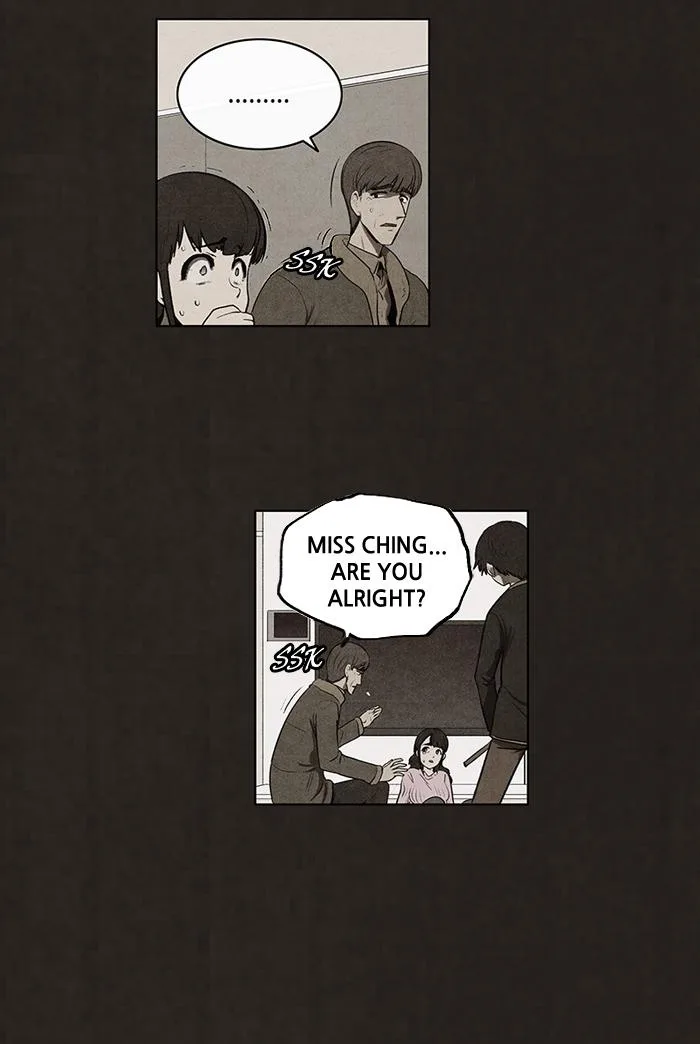 .........
SSK
MISS CHING...
ARE YOU
ALRIGHT?
SSK